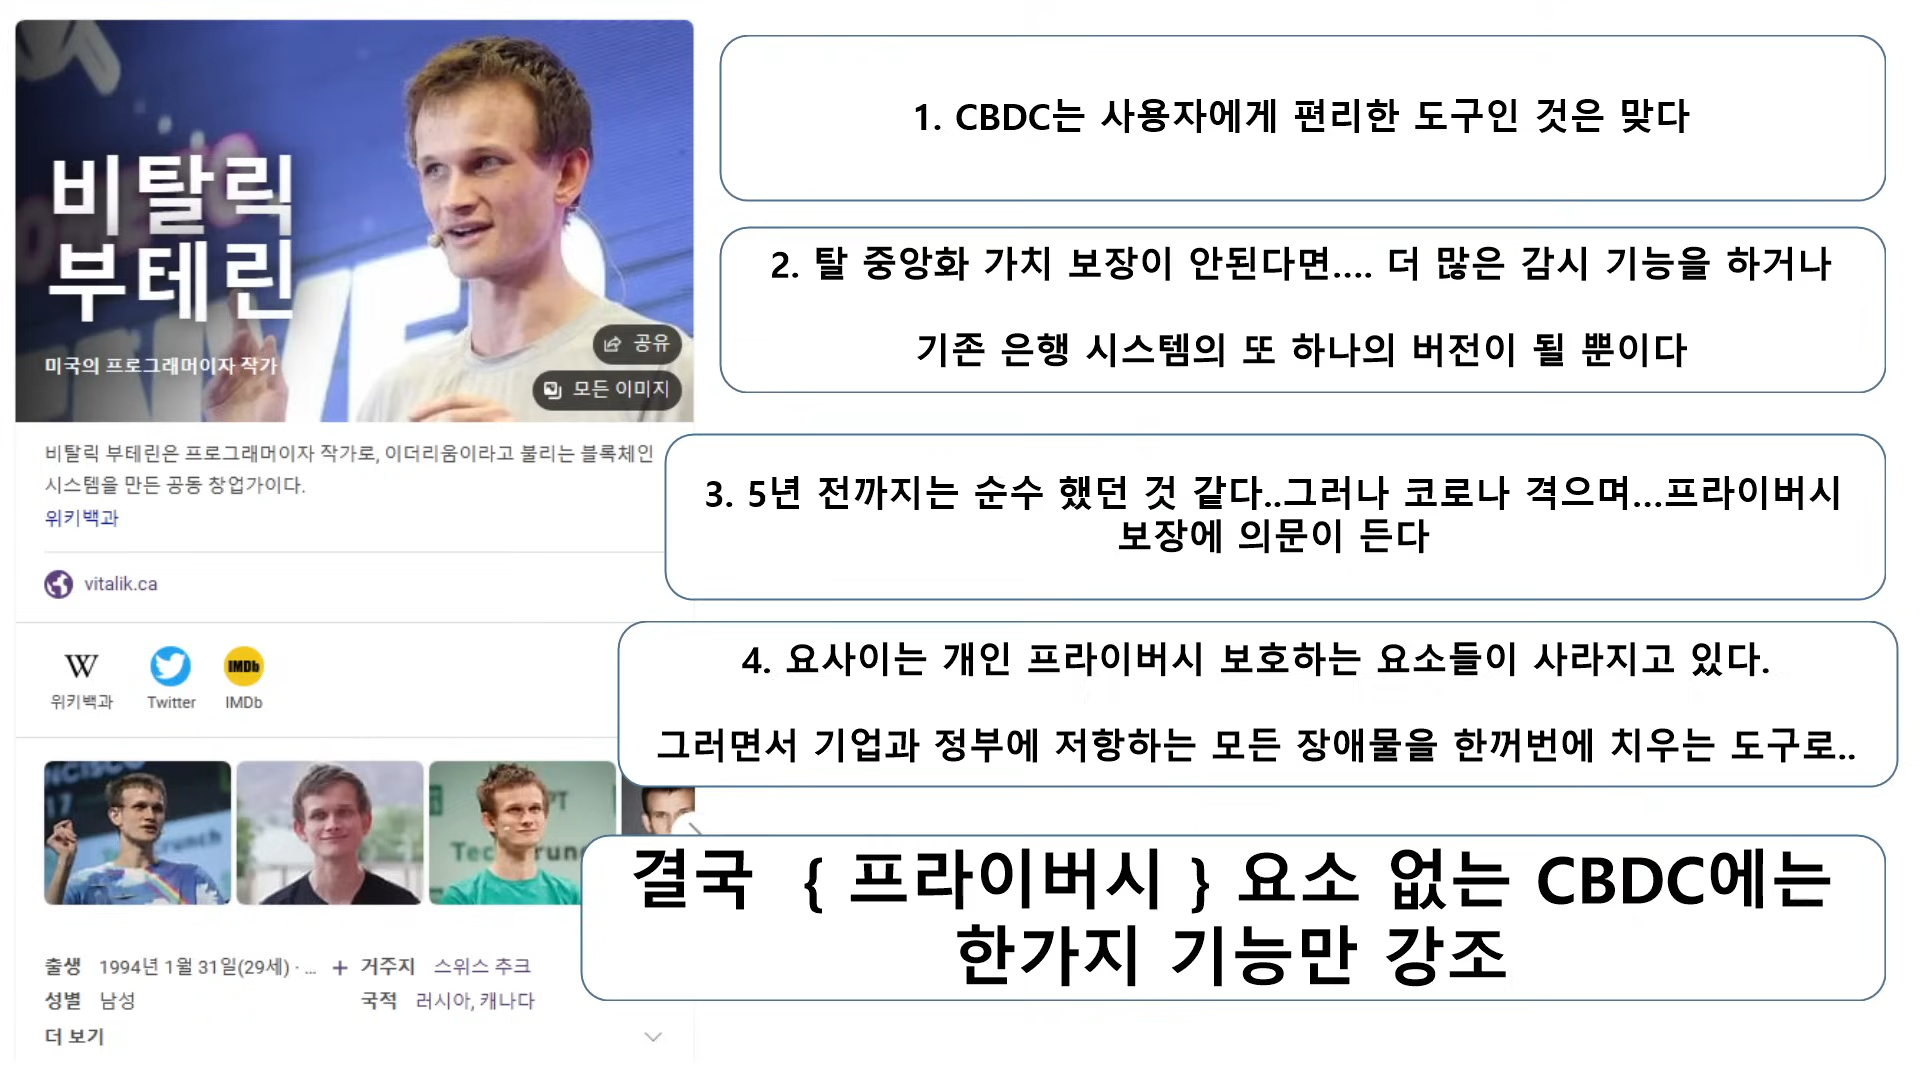 비탈릭
부테린
미국의 프로그래머이자 작가
공유
모든 이미지
비탈릭 부테린은 프로그래머이자 작가로, 이더리움이라고 불리는 블록체인
시스템을 만든 공동 창업가이다.
위키백과
vitalik.ca
W
IMDb
위키백과 Twitter IMDb
출생 1994년 1월 31일(29세) · ... + 거주지 스위스 추크
성별 남성 국적 러시아, 캐나다
더 보기
1. CBDC는 사용자에게 편리한 도구인 것은 맞다
2. 탈 중앙화 가치 보장이 안된다면.... 더 많은 감시 기능을 하거나
기존 은행 시스템의 또 하나의 버전이 될 뿐이다
3. 5년 전까지는 순수 했던 것 같다..그러나 코로나 격으며...프라이버시
보장에 의문이 든다
4. 요사이는 개인 프라이버시 보호하는 요소들이 사라지고 있다.
그러면서 기업과 정부에 저항하는 모든 장애물을 한꺼번에 치우는 도구로..
결국 { 프라이버시 } 요소 없는 CBDC에는
한가지 기능만 강조